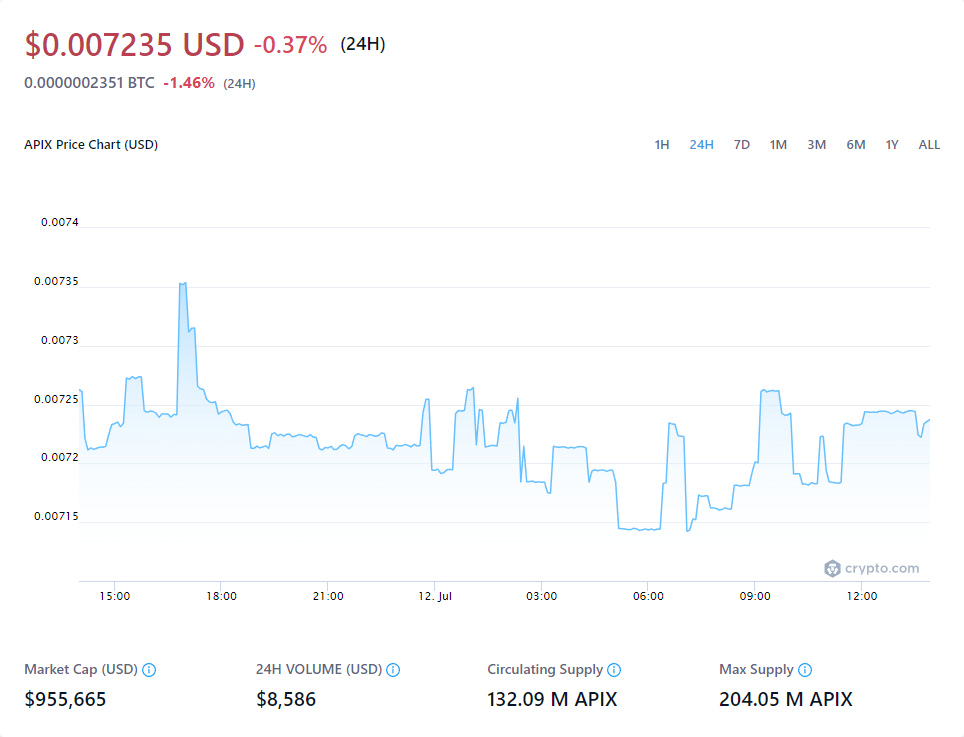 $0.007235 USD -0.37% (24H)
0.0000002351 BTC -1.46% (24H)
APIX Price Chart (USD) 1H 24H 7D 1M 3M 6M 1Y ALL
0.0074
0.00735
0.0073
0.00725
0.00722
0.00715
crypto.com
15:00 18:00 21:00 12. Jul 03:00 06:00 09:00 12:00
Market Cap (USD) 24H VOLUME (USD) Circulating Supply Max Supply
$955,665 $8,586 132.09 M APIX 204.05 M APIX